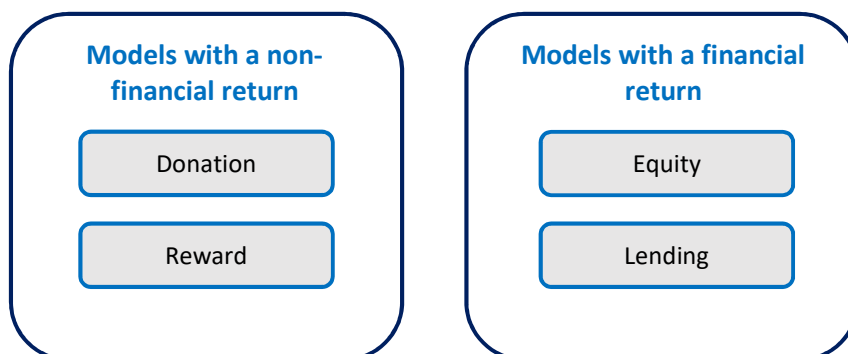 Models with a non-
financial return
Donation
Reward
Models with a financial
return
Equity
Lending